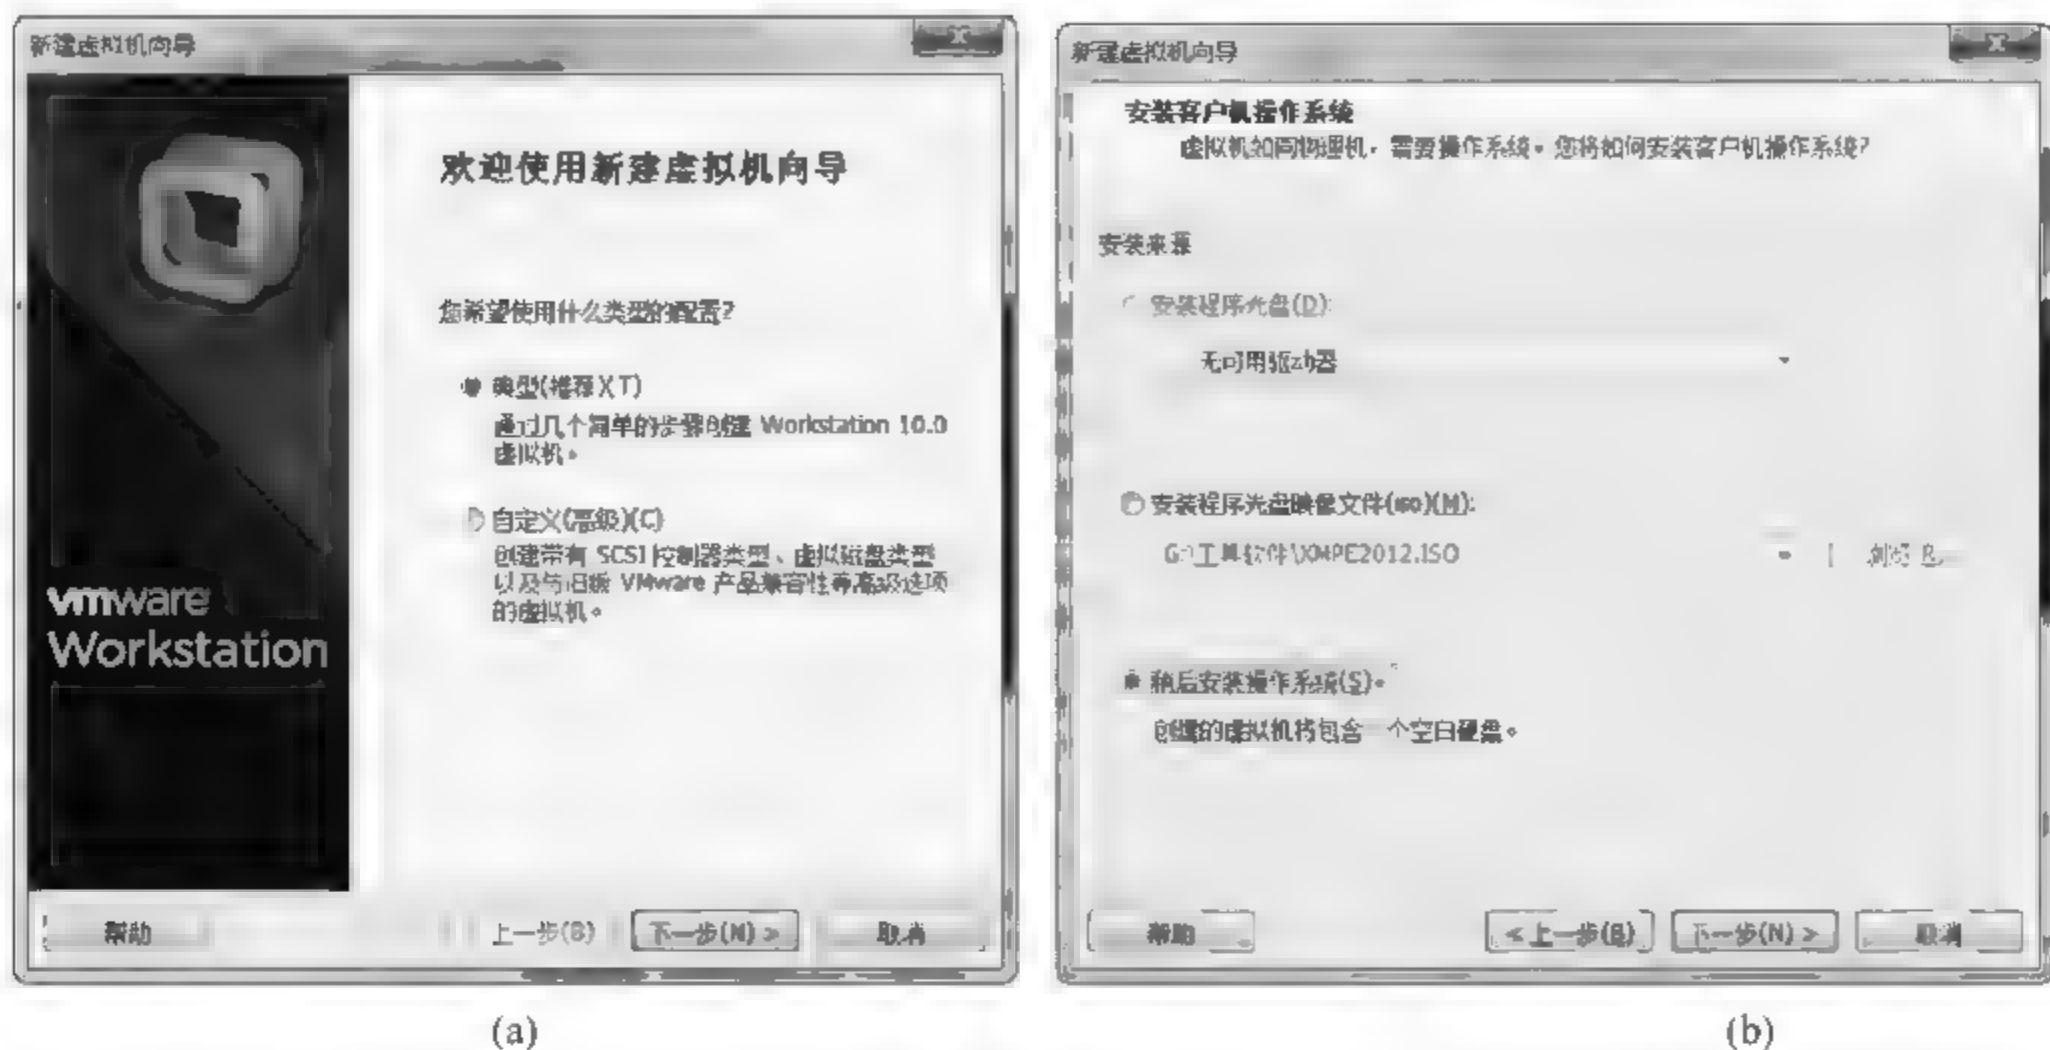 新建虚拟机向导
欢迎使用新建虚拟机向导
您希望使用什么类型的配置?
典型(推荐)(T)
通过几个简单的步骤创建 Workstation 10.0
虚拟机。
自定义(高级)(C)
创建带有 SCSI 控制器类型、虚拟磁盘类型
以及与旧版 VMware 产品兼容性等高级选项
的虚拟机。
vmware
Workstation
帮助
上一步(B)
下一步(N) >
取消
(a)
新建虚拟机向导
安装客户机操作系统
虚拟机如同物理机，需要操作系统。您将如何安装客户机操作系统?
安装来源
安装程序光盘(D):
无可用驱动器
安装程序光盘映像文件(iso)(M):
G:\工具软件\XMPE2012.ISO
浏览
稍后安装操作系统(S)。
创建的虚拟机将包含一个空白硬盘。
帮助
< 上一步(B)
下一步(N) >
取消
(b)